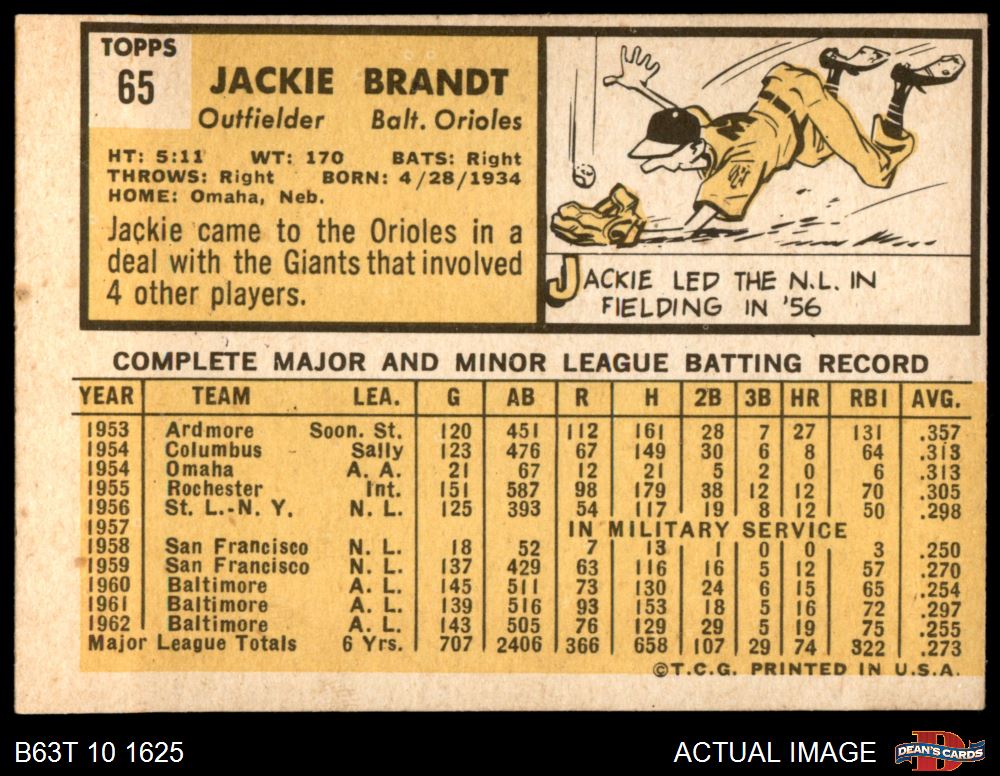 TOPPS
65
JACKIE BRANDT
Outfielder Balt. Orioles
HT: 5:11 WT: 170 BATS: Right
THROWS: Right BORN: 4/28/1934
HOME: Omaha, Neb.
Jackie came to the Orioles in a
deal with the Giants that involved
4 other players.
JACKIE LED THE N.L. IN
FIELDING IN '56
COMPLETE MAJOR AND MINOR LEAGUE BATTING RECORD
YEAR TEAM LEA. G AB R H 2B 3B HR RBI AVG.
1953 Ardmore Soon. St. 120 451 112 161 28 7 27 131 .357
1954 Columbus Sally 123 476 67 149 30 6 8 64 .313
1954 Omaha A. A. 21 67 12 21 5 2 0 6 .313
1955 Rochester Int. 151 587 98 179 38 12 12 70 .305
1956 St. L.-N. Y. N. L. 125 393 54 117 19 8 12 50 .298
1957 IN MILITARY SERVICE
1958 San Francisco N. L. 18 52 7 13 1 0 0 3 .250
1959 San Francisco N. L. 137 429 63 116 16 5 12 57 .270
1960 Baltimore A. L. 145 511 73 130 24 6 15 65 .254
1961 Baltimore A. L. 139 516 93 153 18 5 16 72 .297
1962 Baltimore A. L. 143 505 76 129 29 5 19 75 .255
Major League Totals 6 Yrs. 707 2406 366 658 107 29 74 322 .273
©T.C.G. PRINTED IN U.S.A.
B63T 10 1625 ACTUAL IMAGE DEAN'S CARDS